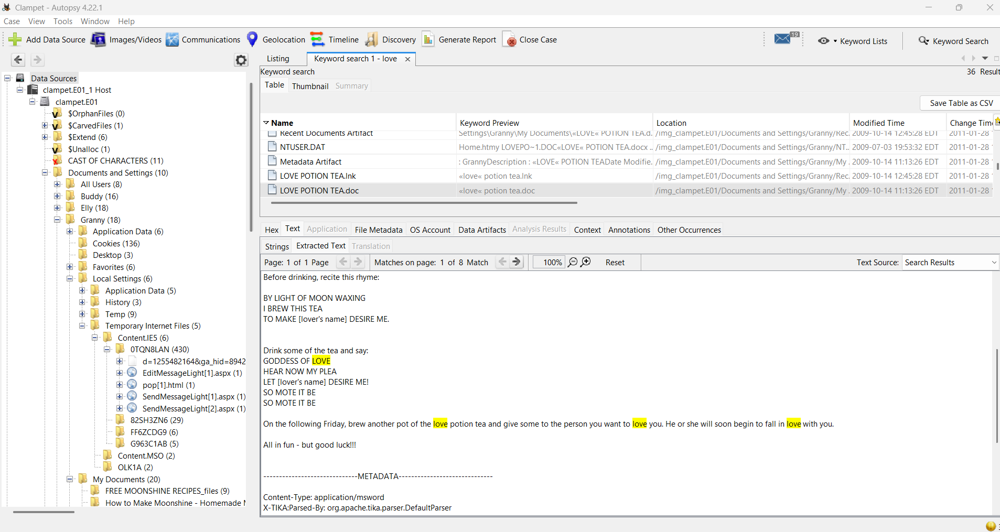 Clampet - Autopsy 4.22.1
Case View Tools Window Help
Add Data Source Images/Videos Communications Geolocation Timeline Discovery Generate Report Close Case 19 Keyword Lists Keyword Search
Listing Keyword search 1 - love
Keyword search 36 Result
Table Thumbnail Summary
Save Table as CSV
Name Keyword Preview Location Modified Time Change Time
Recent Documents Artifact Settings\Granny\My Documents\«LOVE« POTION TEA.d... /img_clampet.E01/Documents and Settings/Granny/Rec... 2009-10-14 12:45:28 EDT 2011-01-28
NTUSER.DAT Home.htmy LOVEPO~1.DOC«LOVE« POTION TEA.docx ... /img_clampet.E01/Documents and Settings/Granny/NT... 2009-07-03 19:53:32 EDT 2011-01-28
Metadata Artifact : GrannyDescription : «LOVE« POTION TEADate Modifie... /img_clampet.E01/Documents and Settings/Granny/My ... 2009-10-14 11:13:26 EDT 2011-01-28
LOVE POTION TEA.lnk «love« potion tea.lnk /img_clampet.E01/Documents and Settings/Granny/Rec... 2009-10-14 12:45:28 EDT 2011-01-28
LOVE POTION TEA.doc «love« potion tea.doc /img_clampet.E01/Documents and Settings/Granny/My ... 2009-10-14 11:13:26 EDT 2011-01-28
Data Sources
clampet.E01_1 Host
clampet.E01
$OrphanFiles (0)
$CarvedFiles (1)
$Extend (6)
$Unalloc (1)
CAST OF CHARACTERS (11)
Documents and Settings (10)
All Users (8)
Buddy (16)
Elly (18)
Granny (18)
Application Data (6)
Cookies (136)
Desktop (3)
Favorites (6)
Local Settings (6)
Application Data (5)
History (3)
Temp (9)
Temporary Internet Files (5)
Content.IE5 (6)
0TQN8LAN (430)
d=1255482164&ga_hid=8942
EditMessageLight[1].aspx (1)
pop[1].html (1)
SendMessageLight[1].aspx (1)
SendMessageLight[2].aspx (1)
82SH3ZN6 (29)
FF6ZCDG9 (6)
G963C1AB (5)
Content.MSO (2)
OLK1A (2)
My Documents (20)
FREE MOONSHINE RECIPES_files (9)
How to Make Moonshine - Homemade
Hex Text Application File Metadata OS Account Data Artifacts Analysis Results Context Annotations Other Occurrences
Strings Extracted Text Translation
Page: 1 of 1 Page Matches on page: 1 of 8 Match 100% Reset Text Source: Search Results
Before drinking, recite this rhyme:
BY LIGHT OF MOON WAXING
I BREW THIS TEA
TO MAKE [lover's name] DESIRE ME.
Drink some of the tea and say:
GODDESS OF LOVE
HEAR NOW MY PLEA
LET [lover's name] DESIRE ME!
SO MOTE IT BE
SO MOTE IT BE
On the following Friday, brew another pot of the love potion tea and give some to the person you want to love you. He or she will soon begin to fall in love with you.
All in fun - but good luck!!!
------------------------------METADATA------------------------------
Content-Type: application/msword
X-TIKA:Parsed-By: org.apache.tika.parser.DefaultParser